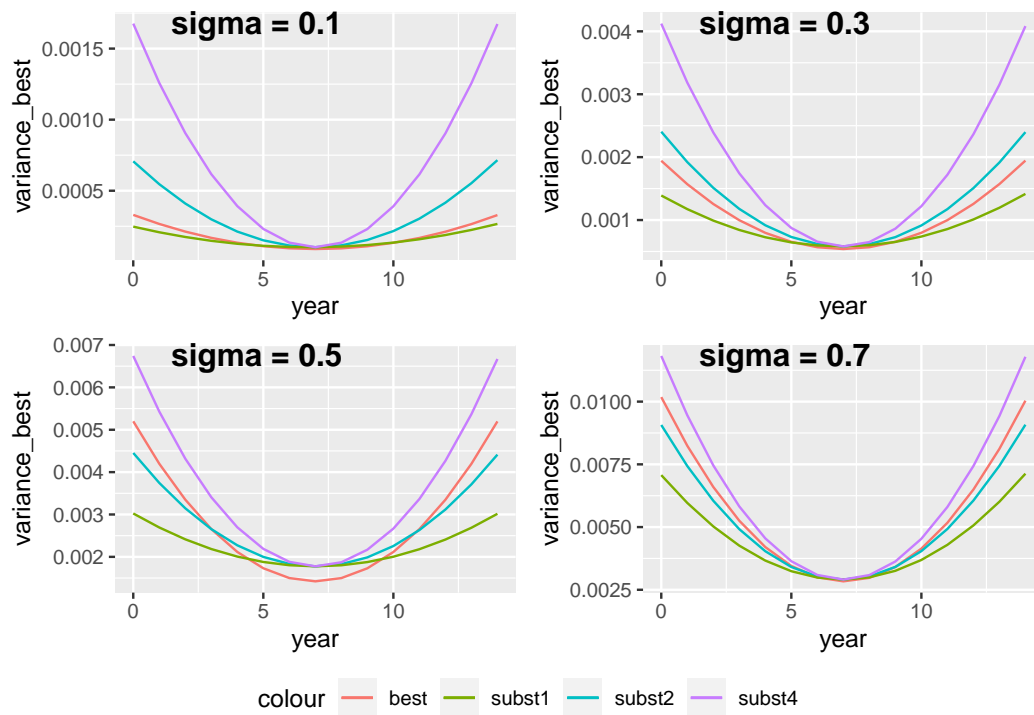 sigma = 0.1
variance_best
0.0015
0.0010
0.0005
0
5
10
year
sigma = 0.3
variance_best
0.004
0.003
0.002
0.001
0
5
10
year
sigma = 0.5
variance_best
0.007
0.006
0.005
0.004
0.003
0.002
0
5
10
year
sigma = 0.7
variance_best
0.0100
0.0075
0.0050
0.0025
0
5
10
year
colour best subst1 subst2 subst4